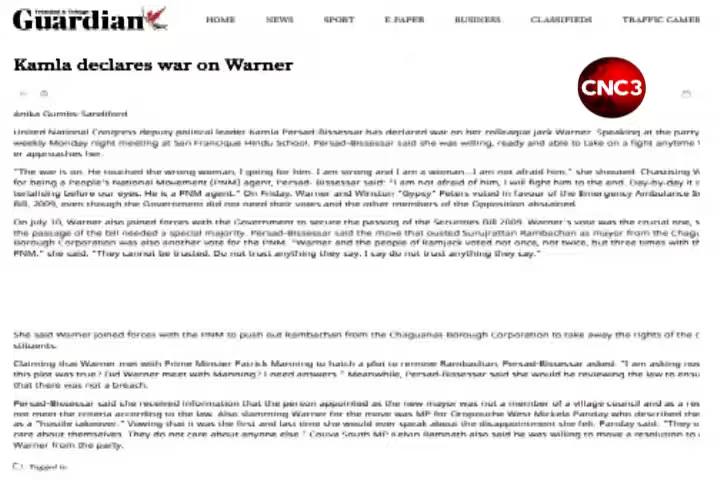 Trinidad & Tobago
Guardian
HOME NEWS SPORT E-PAPER BUSINESS CLASSIFIEDS TRAFFIC CAMER
Kamla declares war on Warner
CNC3
Anika Gumbs-Sandiford
United National Congress deputy political leader Kamla Persad-Bissessar has declared war on her colleague Jack Warner. Speaking at the party
weekly Monday night meeting at San Francique Hindu School, Persad-Bissessar said she was willing, ready and able to take on a fight anytime
er approaches her.
"The war is on. He touched the wrong woman, I going for him. I am strong and I am a woman...I am not afraid him," she shouted. Chastising W
for being a People's National Movement (PNM) agent, Persad- Bissessar said: "I am not afraid of him, I will fight him to the end. Day-by-day it
terialising before our eyes. He is a PNM agent." On Friday, Warner and Winston "Gypsy" Peters voted in favour of the Emergency Ambulance
Bill, 2009, even though the Government did not need their votes and the other members of the Opposition abstained.
On July 10, Warner also joined forces with the Government to secure the passing of the Securities Bill 2009. Warner's vote was the crucial one, s
the passage of the bill needed a special majority. Persad-Bissessar said the move that ousted Surujrattan Rambachan as mayor from the Chagu
Borough Corporation was also another vote for the PNM. "Warner and the people of Ramjack voted not once, not twice, but three times with th
PNM," she said. "They cannot be trusted. Do not trust anything they say. I say do not trust anything they say."
She said Warner joined forces with the PNM to push out Rambachan from the Chaguanas Borough Corporation to take away the rights of the c
stituents.
Claiming that Warner met with Prime Minster Patrick Manning to hatch a plot to remove Rambachan, Persad-Bissessar asked: "I am asking
this plot was true? Did Warner meet with Manning? I need answers." Meanwhile, Persad-Bissessar said she would be reviewing the law to ensu
that there was not a breach.
Persad-Bissessar said she received information that the person appointed as the new mayor was not a member of a village council and as a res
not meet the criteria according to the law. Also slamming Warner for the move was MP for Oropouche West Mickela Panday who described the
as a "hostile takeover." Viewing that it was the first and last time she would ever speak about the disappointment she felt. Panday said: "They
care about themselves. They do not care about anyone else." Couva South MP Kelvin Ramnath also said he was willing to move a resolution to
Warner from the party.
Tagged in